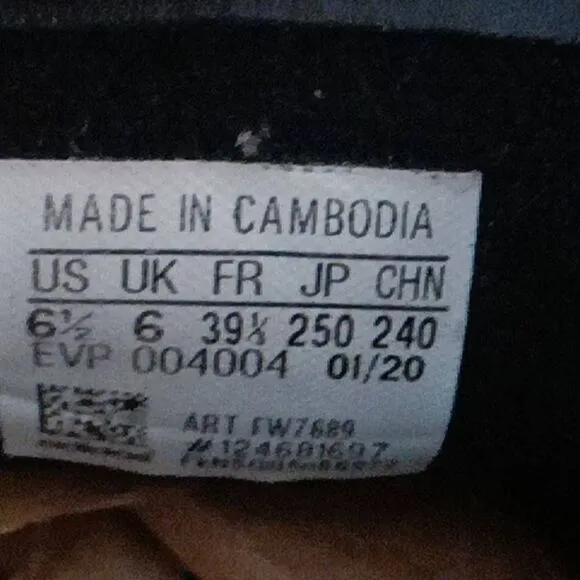 MADE IN CAMBODIA
US UK FR JP CHN
6½ 6 39⅓ 250 240
EVP 004004 01/20
ART FW7689
#124681697